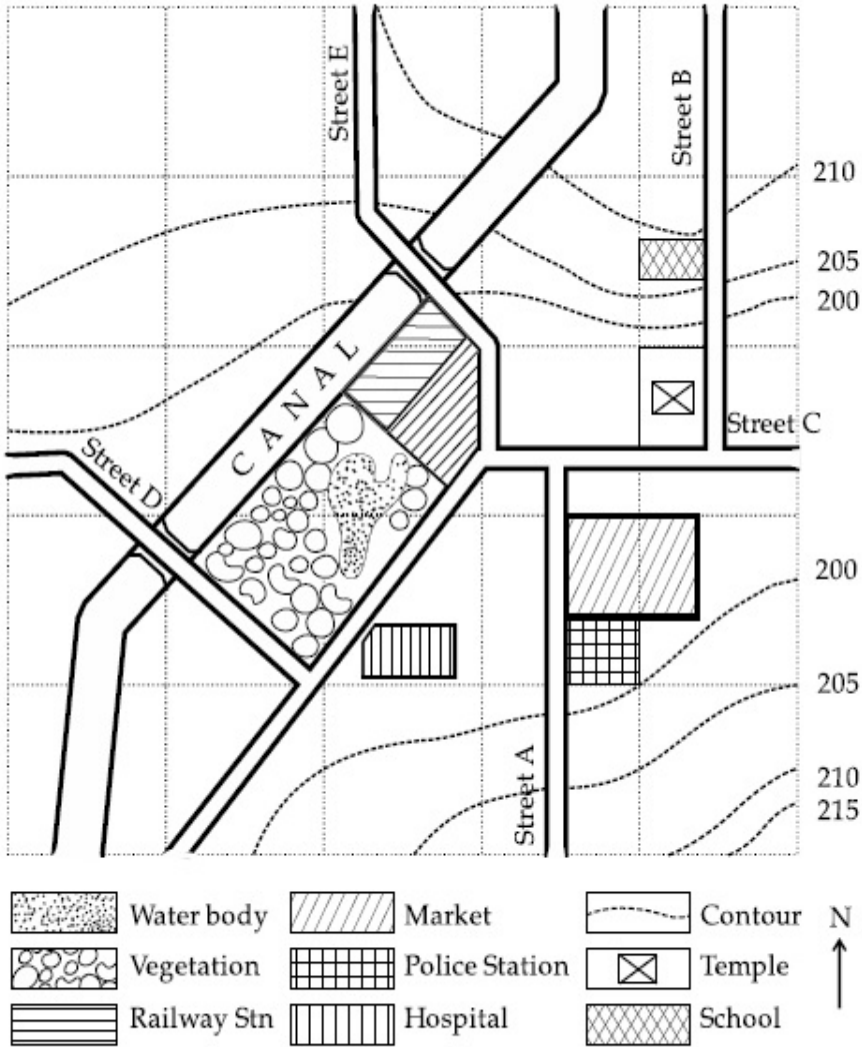 Street E
Street B
210
205
200
CANAL
Street C
Street D
200
205
210
215
Street A
Water body
Market
Contour
N
Vegetation
Police Station
Temple
Railway Stn
Hospital
School